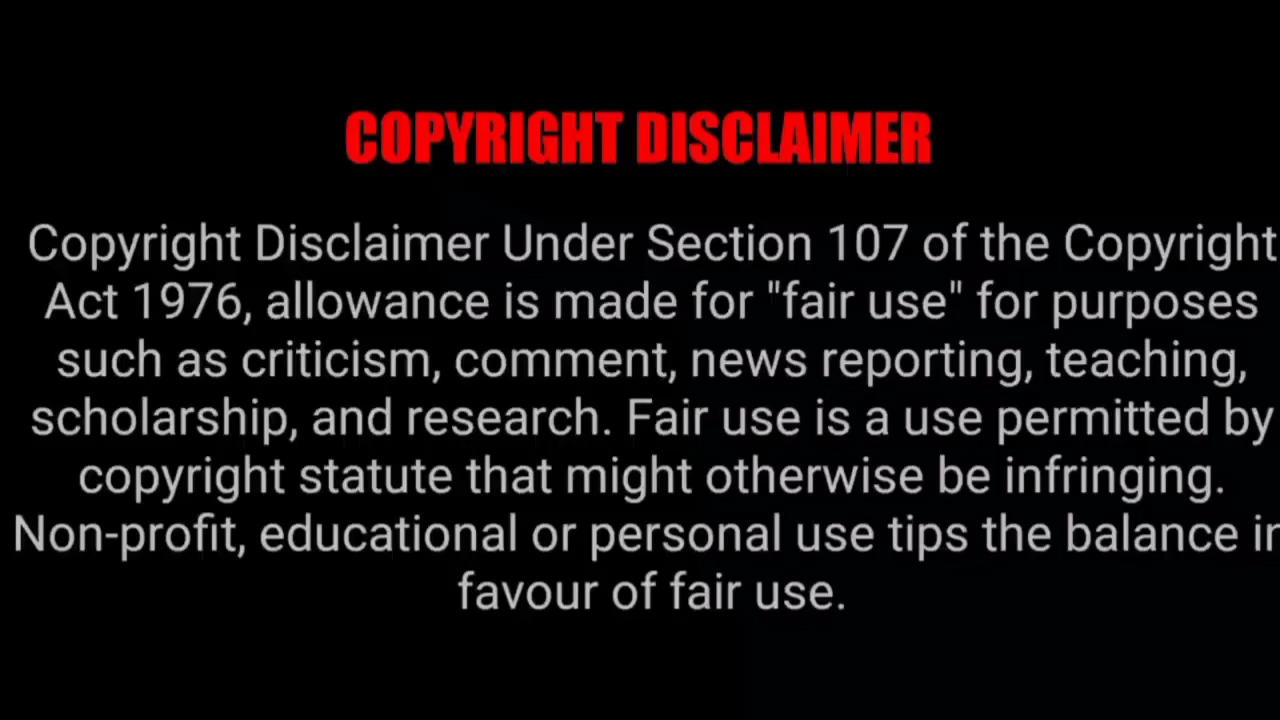 COPYRIGHT DISCLAIMER
Copyright Disclaimer Under Section 107 of the Copyright
Act 1976, allowance is made for "fair use" for purposes
such as criticism, comment, news reporting, teaching,
scholarship, and research. Fair use is a use permitted by
copyright statute that might otherwise be infringing.
Non-profit, educational or personal use tips the balance in
favour of fair use.